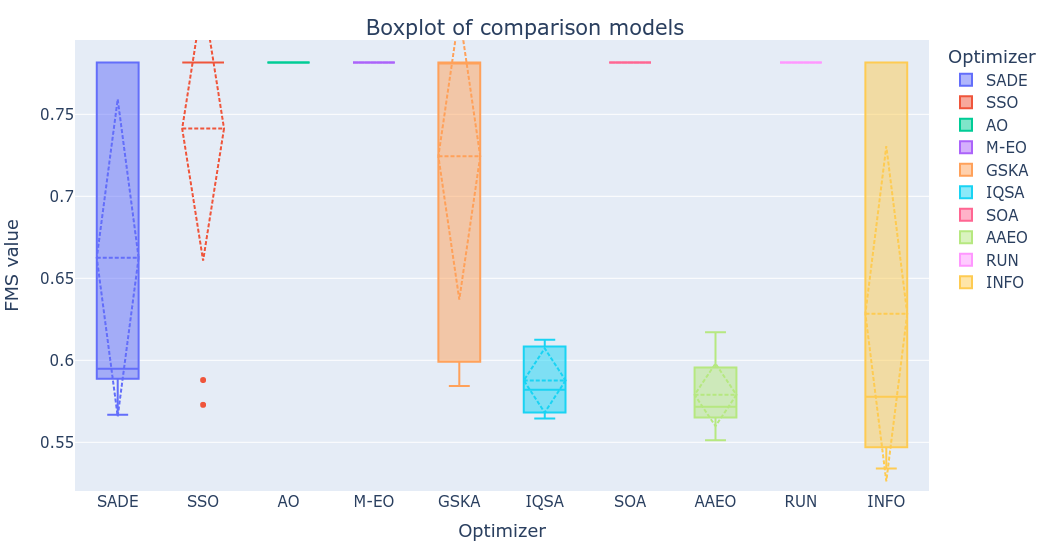 Boxplot of comparison models
FMS value
0.75
0.7
0.65
0.6
0.55
SADE
SSO
AO
M-EO
GSKA
IQSA
SOA
AAEO
RUN
INFO
Optimizer
Optimizer
SADE
SSO
AO
M-EO
GSKA
IQSA
SOA
AAEO
RUN
INFO